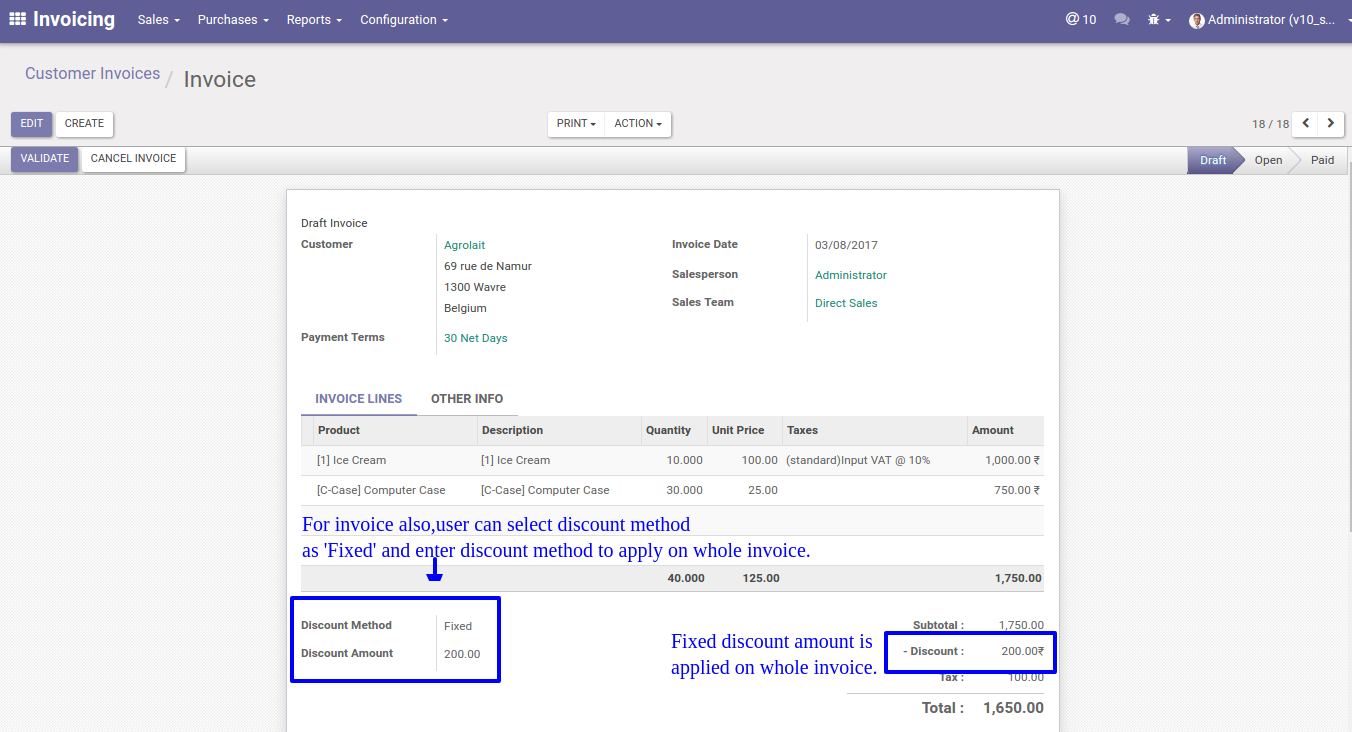 Invoicing Sales Purchases Reports Configuration @ 10 Administrator (v10_s...
Customer Invoices / Invoice
EDIT CREATE PRINT ACTION 18 / 18
VALIDATE CANCEL INVOICE Draft Open Paid
Draft Invoice
Customer Agrolait Invoice Date 03/08/2017
69 rue de Namur
Salesperson Administrator
1300 Wavre
Sales Team Direct Sales
Belgium
Payment Terms 30 Net Days
INVOICE LINES OTHER INFO
Product Description Quantity Unit Price Taxes Amount
[1] Ice Cream [1] Ice Cream 10.000 100.00 (standard)Input VAT @ 10% 1,000.00 ₹
[C-Case] Computer Case [C-Case] Computer Case 30.000 25.00 750.00 ₹
For invoice also,user can select discount method
as 'Fixed' and enter discount method to apply on whole invoice.
40.000 125.00 1,750.00
Discount Method Fixed Subtotal : 1,750.00
Fixed discount amount is
Discount Amount 200.00 - Discount : 200.00₹
applied on whole invoice.
Tax : 100.00
Total : 1,650.00